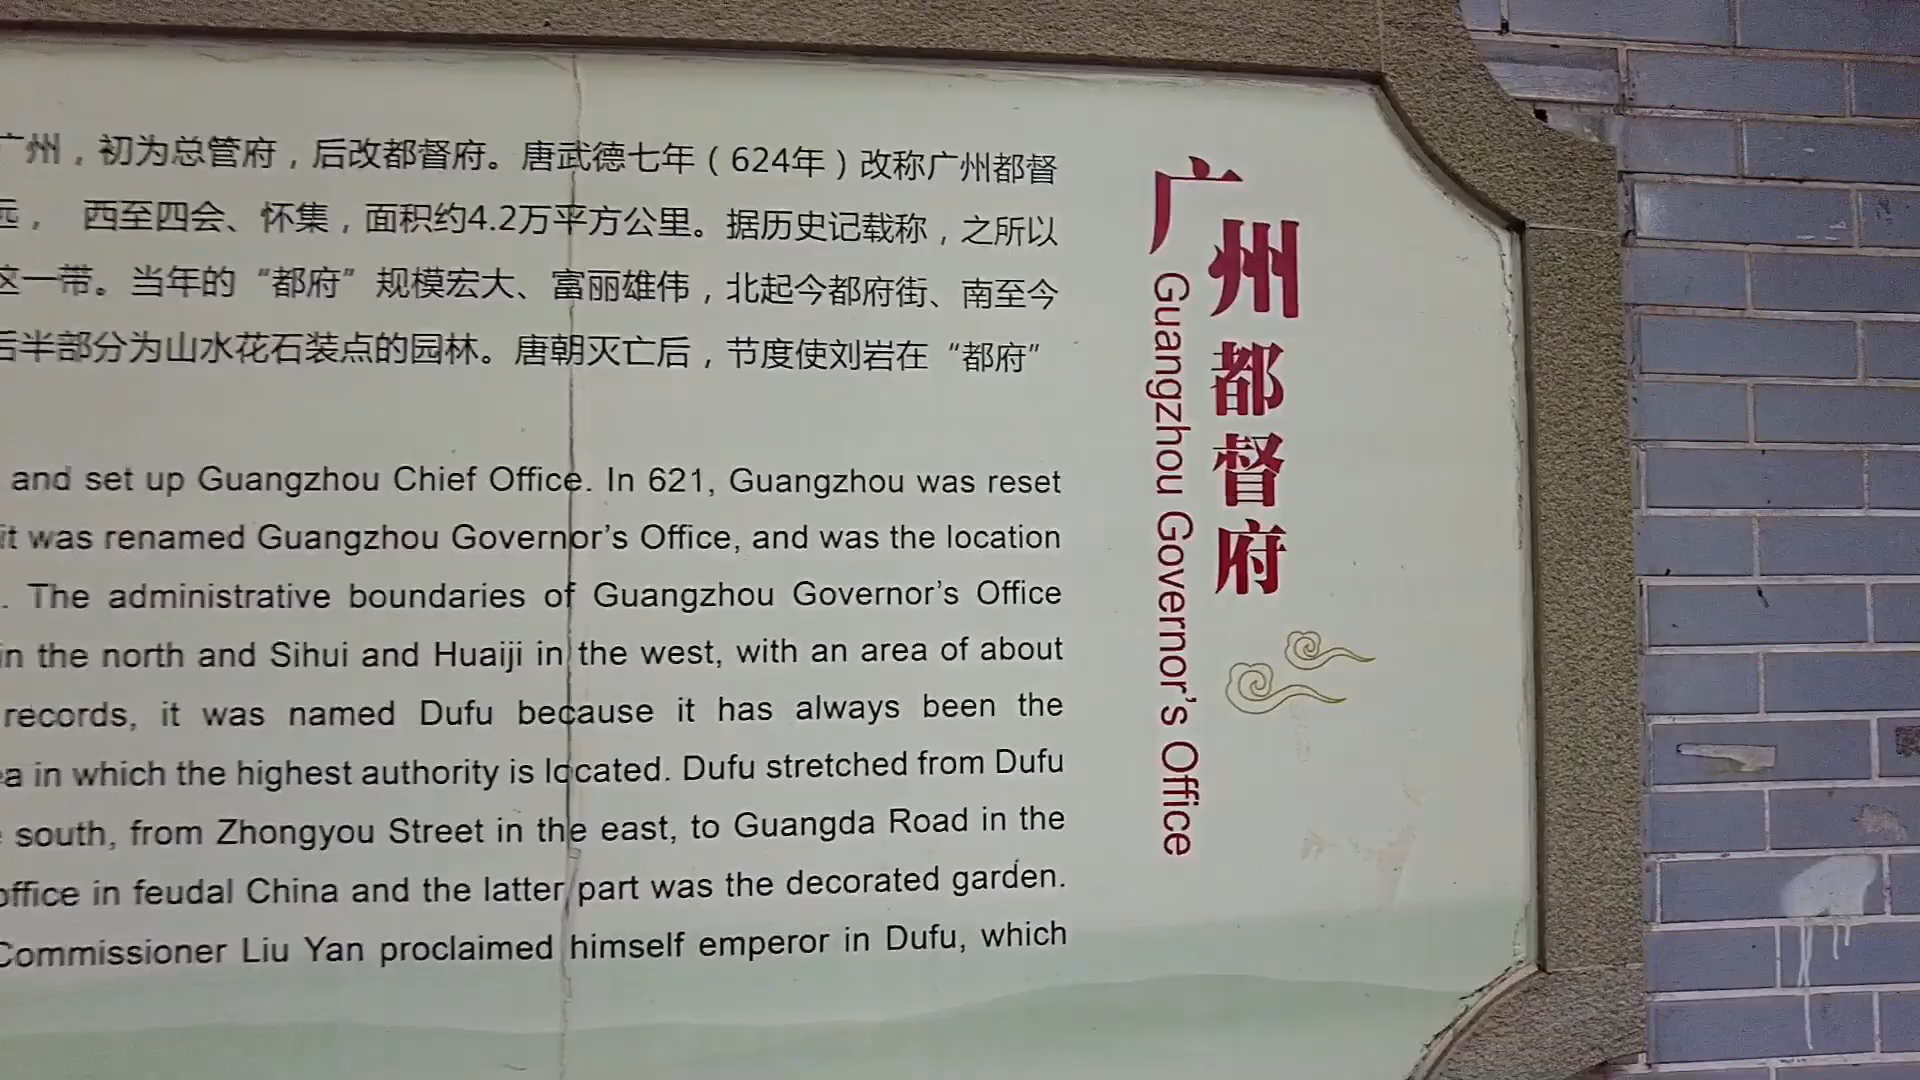 广州都督府
Guangzhou Governor's Office
州，初为总管府，后改都督府。唐武德七年（624年）改称广州都督
西至四会、怀集，面积约4.2万平方公里。据历史记载称，之所以
这一带。当年的“都府”规模宏大、富丽雄伟，北起今都府街、南至今
后半部分为山水花石装点的园林。唐朝灭亡后，节度使刘岩在“都府”
and set up Guangzhou Chief Office. In 621, Guangzhou was reset
it was renamed Guangzhou Governor's Office, and was the location
. The administrative boundaries of Guangzhou Governor's Office
in the north and Sihui and Huaiji in the west, with an area of about
records, it was named Dufu because it has always been the
in which the highest authority is located. Dufu stretched from Dufu
south, from Zhongyou Street in the east, to Guangda Road in the
office in feudal China and the latter part was the decorated garden.
Commissioner Liu Yan proclaimed himself emperor in Dufu, which